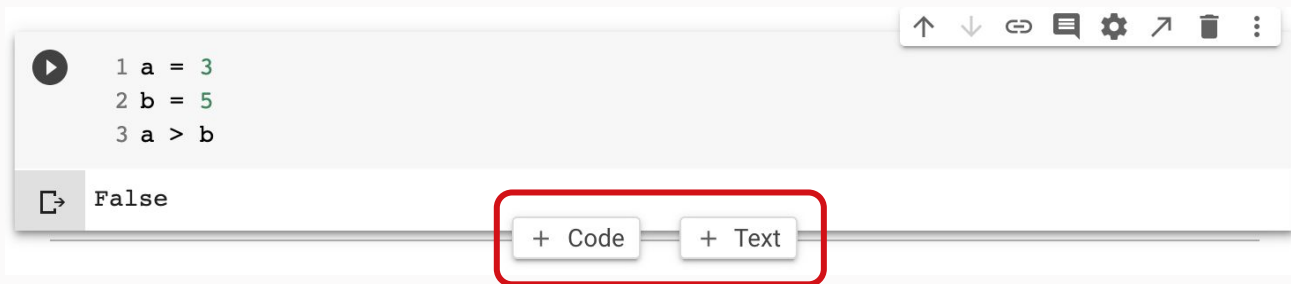 1 a = 3
2 b = 5
3 a > b
False
+ Code + Text